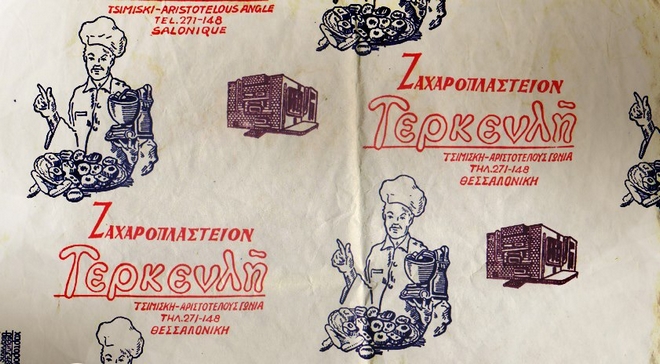 TSIMISKI-ARISTOTELOUS ANGLE
TEL. 271-148
SALONIQUE
ΖΑΧΑΡΟΠΛΑΣΤΕΙΟΝ
Τερκενλῆ
ΤΣΙΜΙΣΚΗ-ΑΡΙΣΤΟΤΕΛΟΥΣ ΓΩΝΙΑ
ΤΗΛ. 271-148
ΘΕΣΣΑΛΟΝΙΚΗ
ΖΑΧΑΡΟΠΛΑΣΤΕΙΟΝ
Τερκενλῆ
ΤΣΙΜΙΣΚΗ-ΑΡΙΣΤΟΤΕΛΟΥΣ ΓΩΝΙΑ
ΤΗΛ. 271-148
ΘΕΣΣΑΛΟΝΙΚΗ